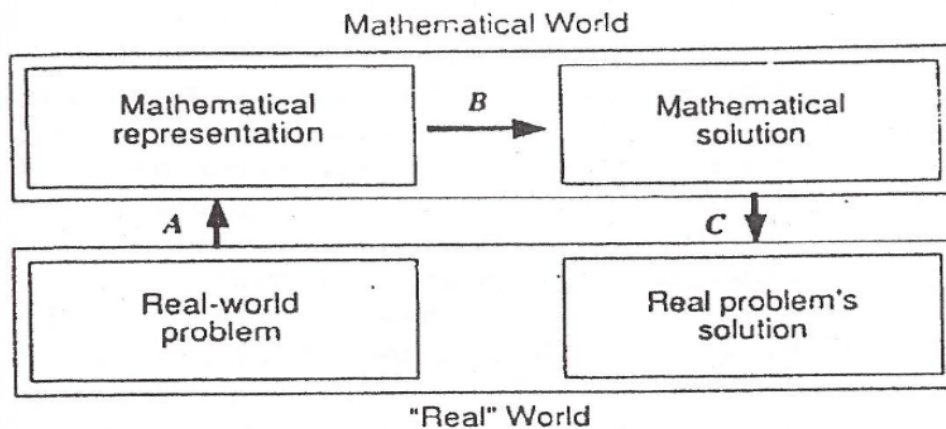 Mathematical World
Mathematical
representation
B
Mathematical
solution
A
C
Real-world
problem
Real problem's
solution
"Real" World